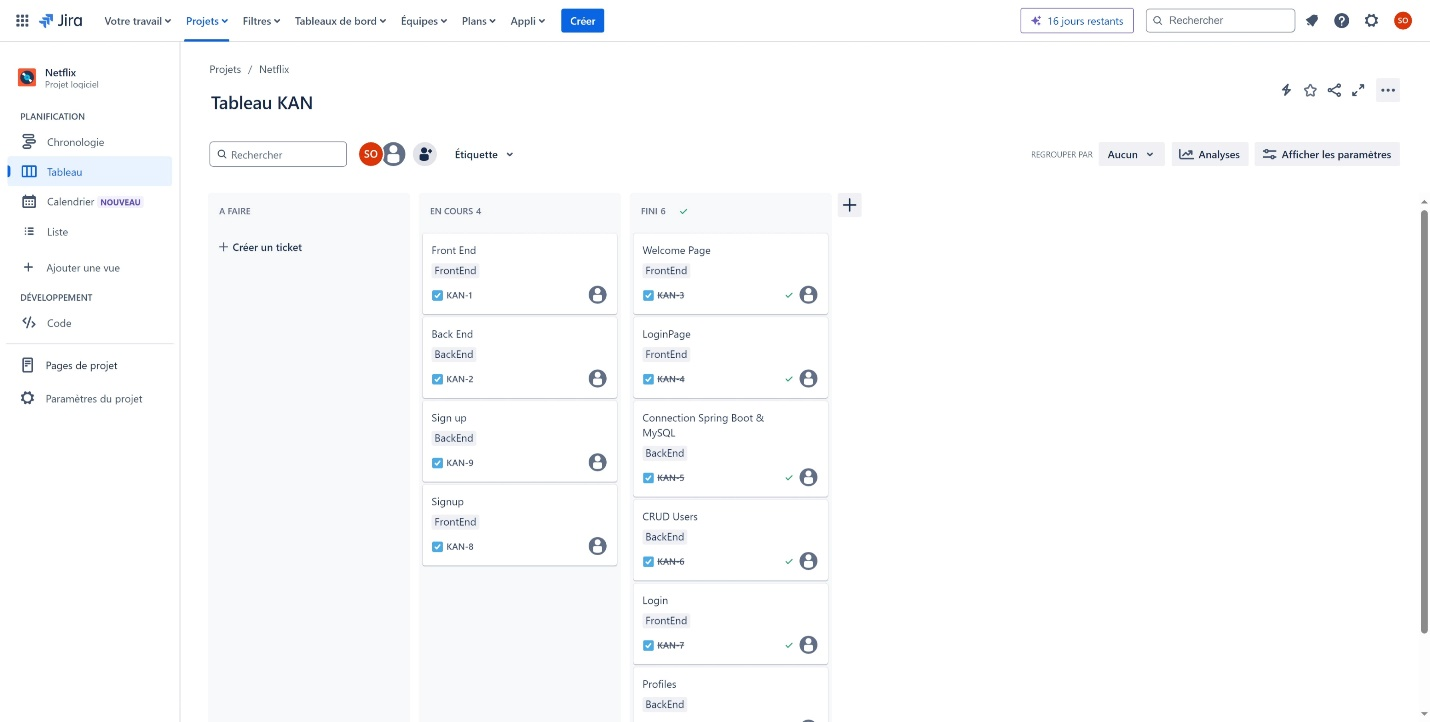 Jira
Votre travail
Projets
Filtres
Tableaux de bord
Équipes
Plans
Appli
Créer
16 jours restants
Rechercher
SO
Netflix
Projet logiciel
PLANIFICATION
Chronologie
Tableau
Calendrier NOUVEAU
Liste
Ajouter une vue
DÉVELOPPEMENT
Code
Pages de projet
Paramètres du projet
Projets / Netflix
Tableau KAN
Rechercher
SO
Étiquette
REGROUPER PAR
Aucun
Analyses
Afficher les paramètres
A FAIRE
+ Créer un ticket
EN COURS 4
Front End
FrontEnd
KAN-1
Back End
BackEnd
KAN-2
Sign up
BackEnd
KAN-9
Signup
FrontEnd
KAN-8
FINI 6
Welcome Page
FrontEnd
KAN-3
LoginPage
FrontEnd
KAN-4
Connection Spring Boot &
MySQL
BackEnd
KAN-5
CRUD Users
BackEnd
KAN-6
Login
FrontEnd
KAN-7
Profiles
BackEnd